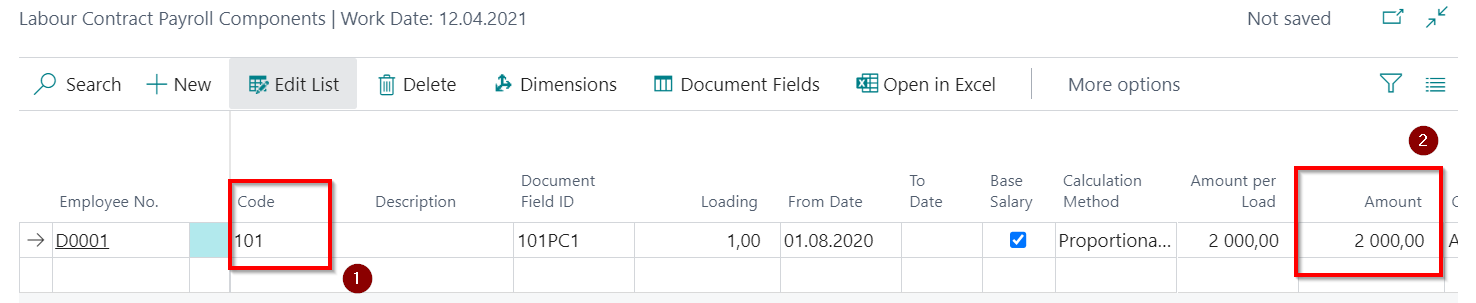 Labour Contract Payroll Components | Work Date: 12.04.2021
Not saved
Search New Edit List Delete Dimensions Document Fields Open in Excel More options
2
Employee No. Code Description Document Field ID Loading From Date To Date Base Salary Calculation Method Amount per Load Amount
D0001 101 101PC1 1,00 01.08.2020 Proportiona... 2 000,00 2 000,00
1